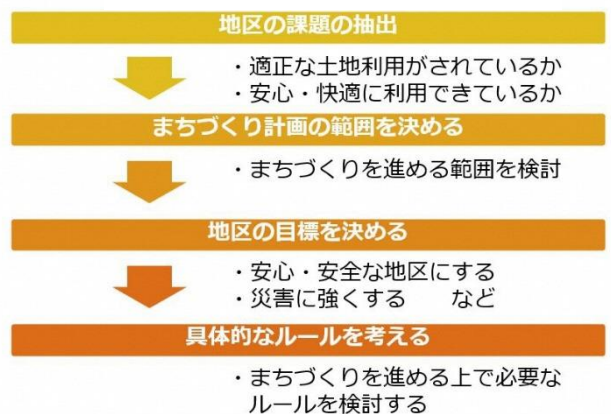 地区の課題の抽出
・適正な土地利用がされているか
・安心・快適に利用できているか
まちづくり計画の範囲を決める
・まちづくりを進める範囲を検討
地区の目標を決める
・安心・安全な地区にする
・災害に強くする　　など
具体的なルールを考える
・まちづくりを進める上で必要な
ルールを検討する